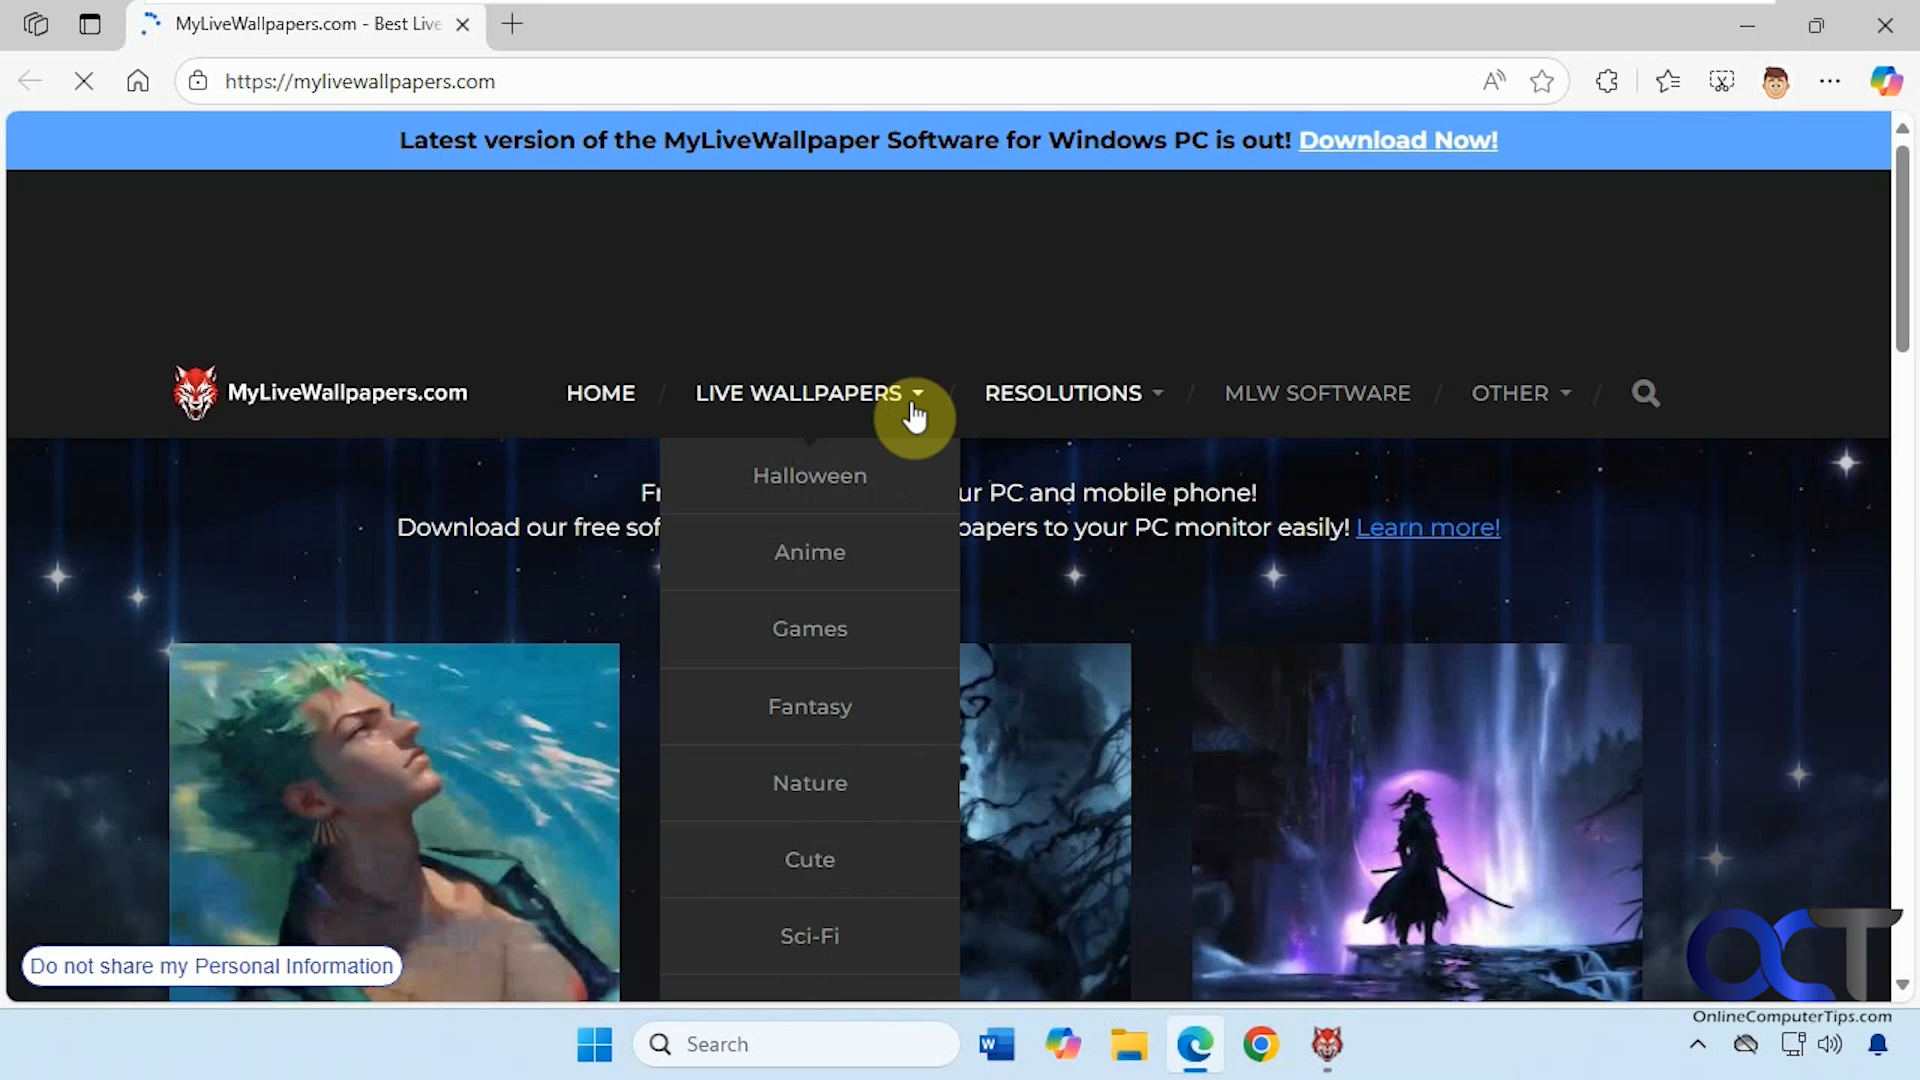 MyLiveWallpapers.com - Best Live
https://mylivewallpapers.com
Latest version of the MyLiveWallpaper Software for Windows PC is out! Download Now!
MyLiveWallpapers.com
HOME / LIVE WALLPAPERS / RESOLUTIONS / MLW SOFTWARE / OTHER /
Halloween
Fr ur PC and mobile phone!
Download our free sof papers to your PC monitor easily! Learn more!
Anime
Games
Fantasy
Nature
Cute
Sci-Fi
Do not share my Personal Information
OCT
OnlineComputerTips.com
Search